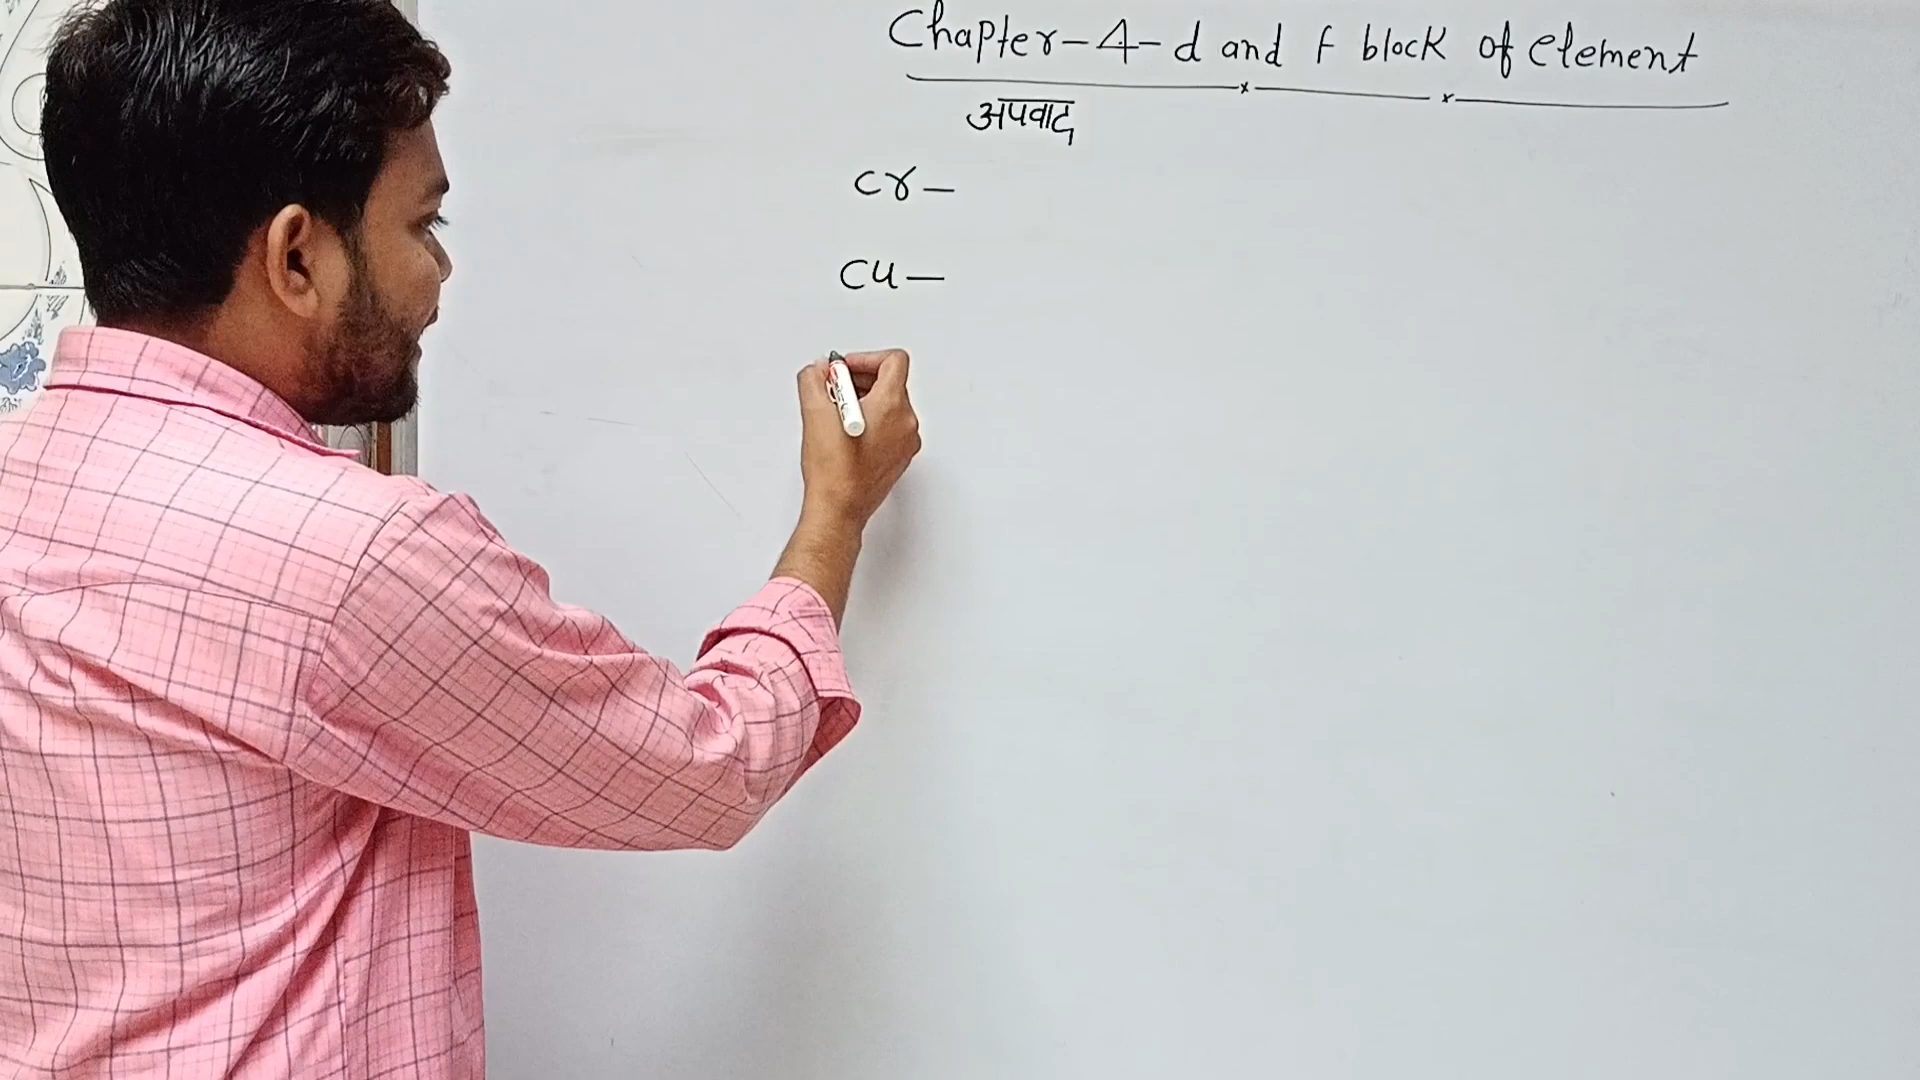 Chapter-4-d and f block of element
अपवाद
Cr-
Cu-